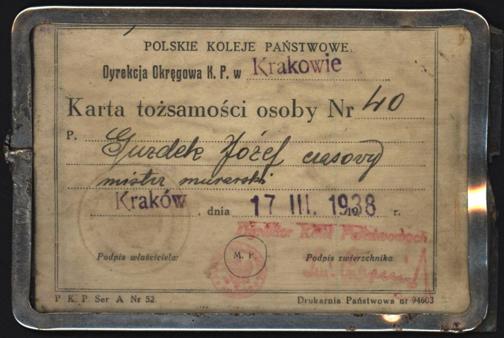 POLSKIE KOLEJE PAŃSTWOWE.
Dyrekcja Okręgowa K. P. w Krakowie
Karta tożsamości osoby Nr 40
P. Gurdek Józef czasowy
mistrz murarski
Kraków, dnia 17 III. 1938 r.
Podpis właściciela: M. P. Podpis zwierzchnika
P K P. Ser A Nr 52. Drukarnia Państwowa nr 94603